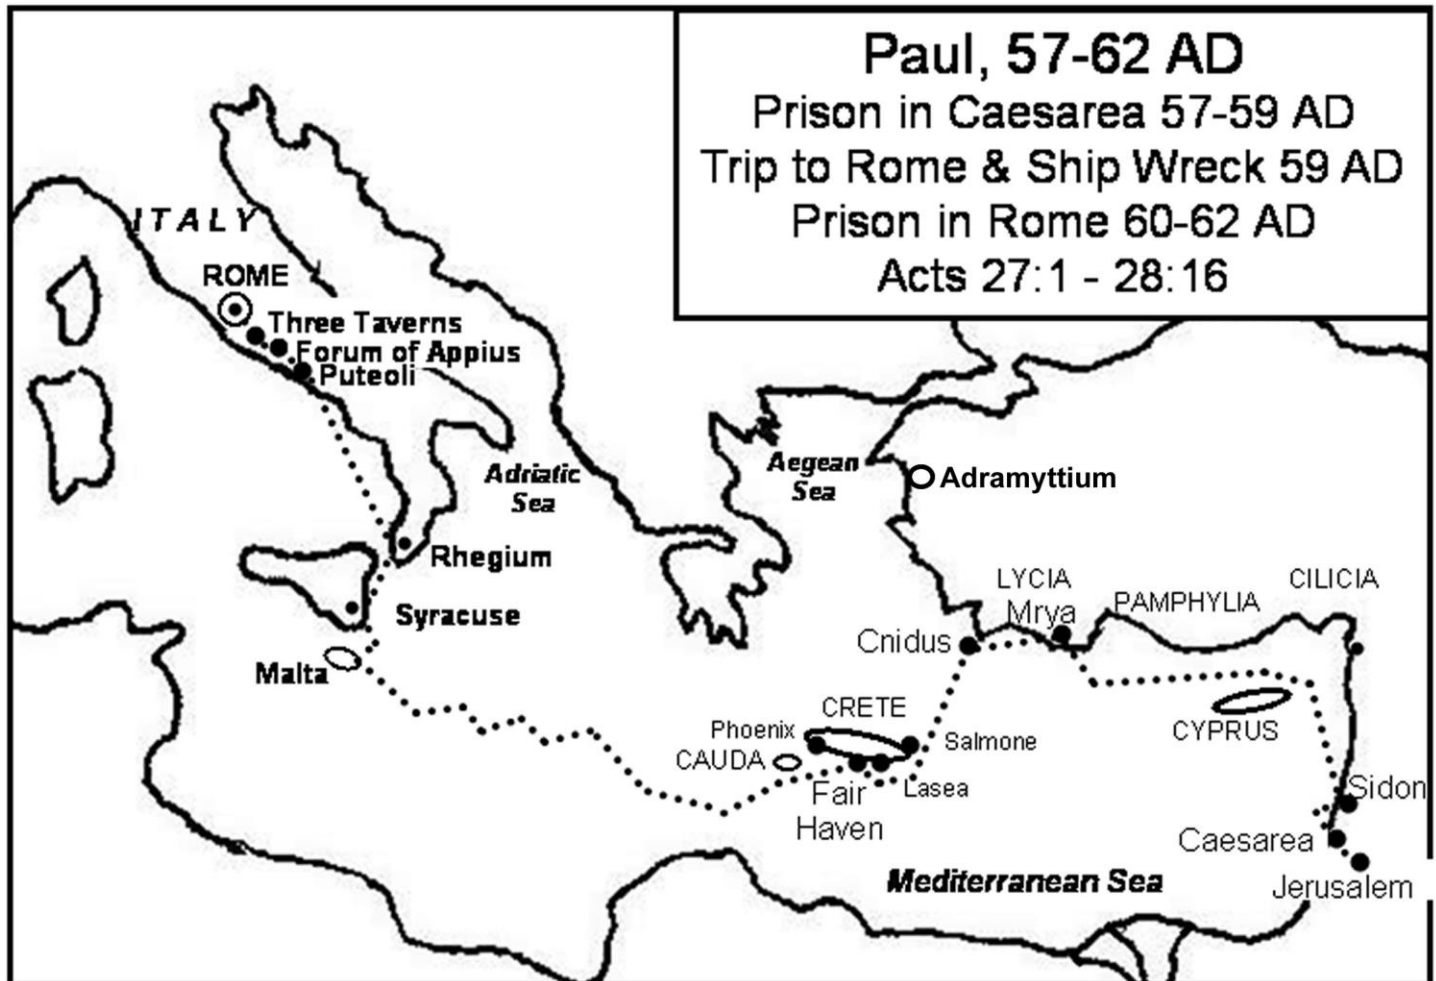 Paul, 57-62 AD
Prison in Caesarea 57-59 AD
Trip to Rome & Ship Wreck 59 AD
Prison in Rome 60-62 AD
Acts 27:1 - 28:16
ITALY
ROME
Three Taverns
Forum of Appius
Puteoli
Adriatic
Sea
Aegean
Sea
Adramyttium
Rhegium
Syracuse
Malta
LYCIA
Mrya
PAMPHYLIA
CILICIA
Cnidus
CRETE
Phoenix
Salmone
CAUDA
Lasea
Fair
Haven
CYPRUS
Sidon
Caesarea
Jerusalem
Mediterranean Sea